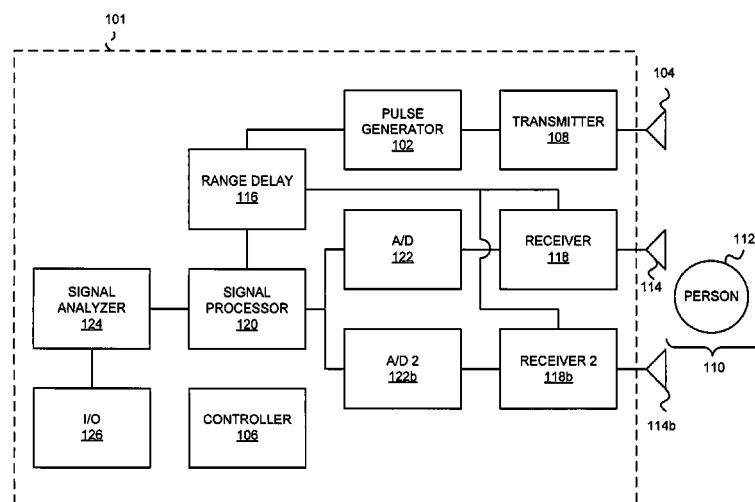 101
104
PULSE
GENERATOR
102
TRANSMITTER
108
RANGE DELAY
116
A/D
122
RECEIVER
118
114
112
PERSON
SIGNAL
ANALYZER
124
SIGNAL
PROCESSOR
120
A/D 2
122b
RECEIVER 2
118b
110
114b
I/O
126
CONTROLLER
106